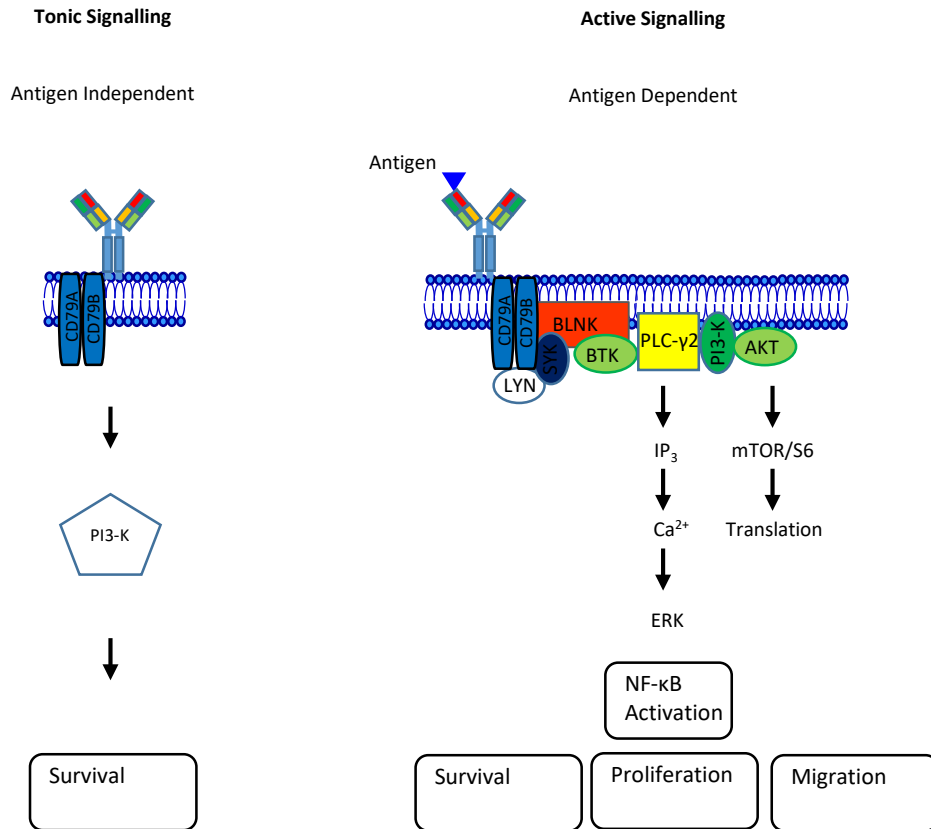 Tonic Signalling
Antigen Independent
CD79A
CD79B
PI3-K
Survival
Active Signalling
Antigen Dependent
Antigen
CD79A
CD79B
LYN
SYK
BLNK
BTK
PLC-γ2
PI3-K
AKT
IP₃
mTOR/S6
Ca²⁺
Translation
ERK
NF-κB
Activation
Survival
Proliferation
Migration